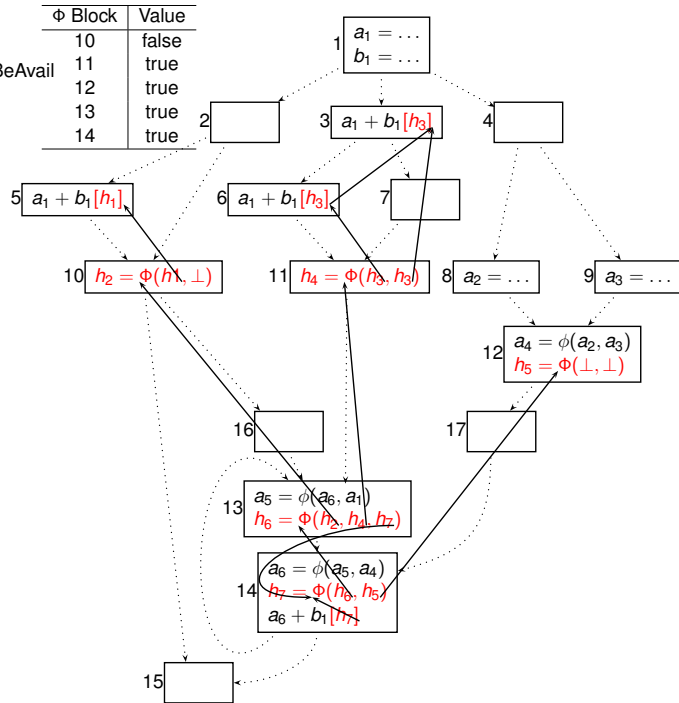 Φ Block Value
10 false
BeAvail 11 true
12 true
13 true
14 true
1 a₁ = …
b₁ = …
2
3 a₁ + b₁[h₃]
4
5 a₁ + b₁[h₁]
6 a₁ + b₁[h₃]
7
10 h₂ = Φ(h1, ⊥)
11 h₄ = Φ(h₃, h₃)
8 a₂ = …
9 a₃ = …
12 a₄ = ϕ(a₂, a₃)
h₅ = Φ(⊥, ⊥)
16
17
13 a₅ = ϕ(a₆, a₁)
h₆ = Φ(h₂, h₄, h₇)
14 a₆ = ϕ(a₅, a₄)
h₇ = Φ(h₆, h₅)
a₆ + b₁[h₇]
15